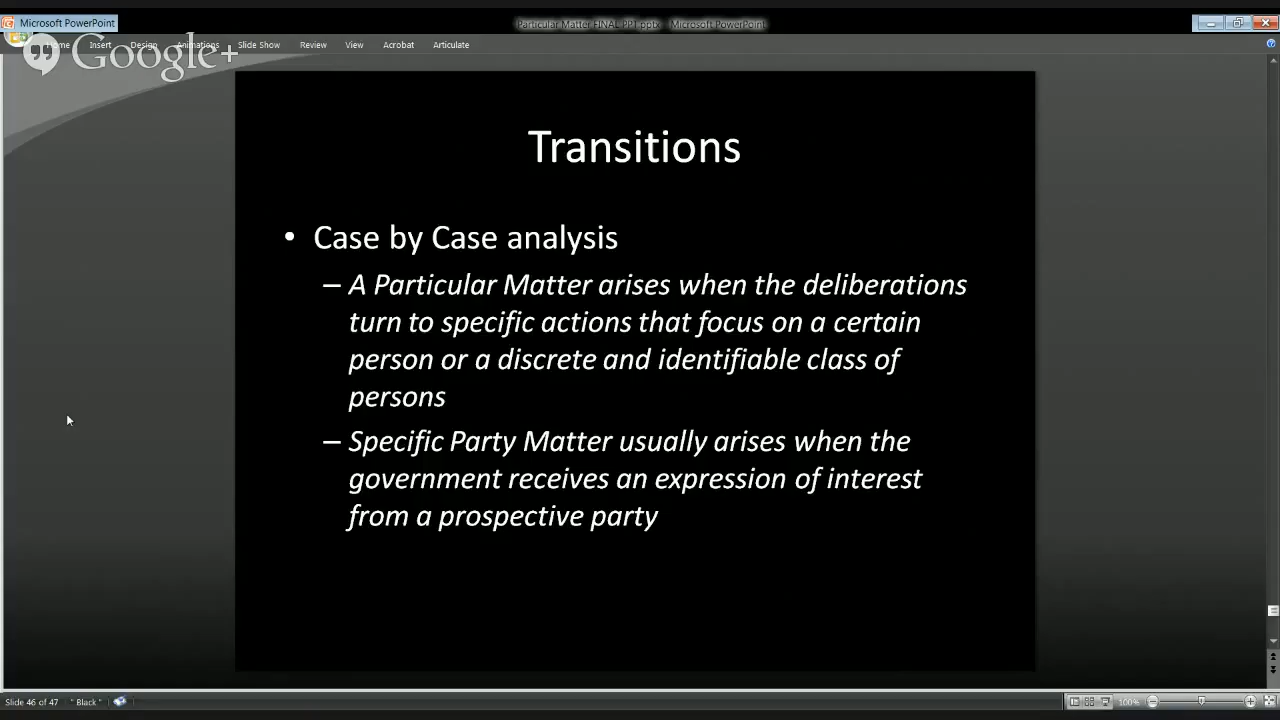 Microsoft PowerPoint
Particular Matter FINAL PPT.pptx - Microsoft PowerPoint
Home Insert Design Animations Slide Show Review View Acrobat Articulate
Google+
Transitions
• Case by Case analysis
– A Particular Matter arises when the deliberations
turn to specific actions that focus on a certain
person or a discrete and identifiable class of
persons
– Specific Party Matter usually arises when the
government receives an expression of interest
from a prospective party
Slide 46 of 47 "Black" 100%